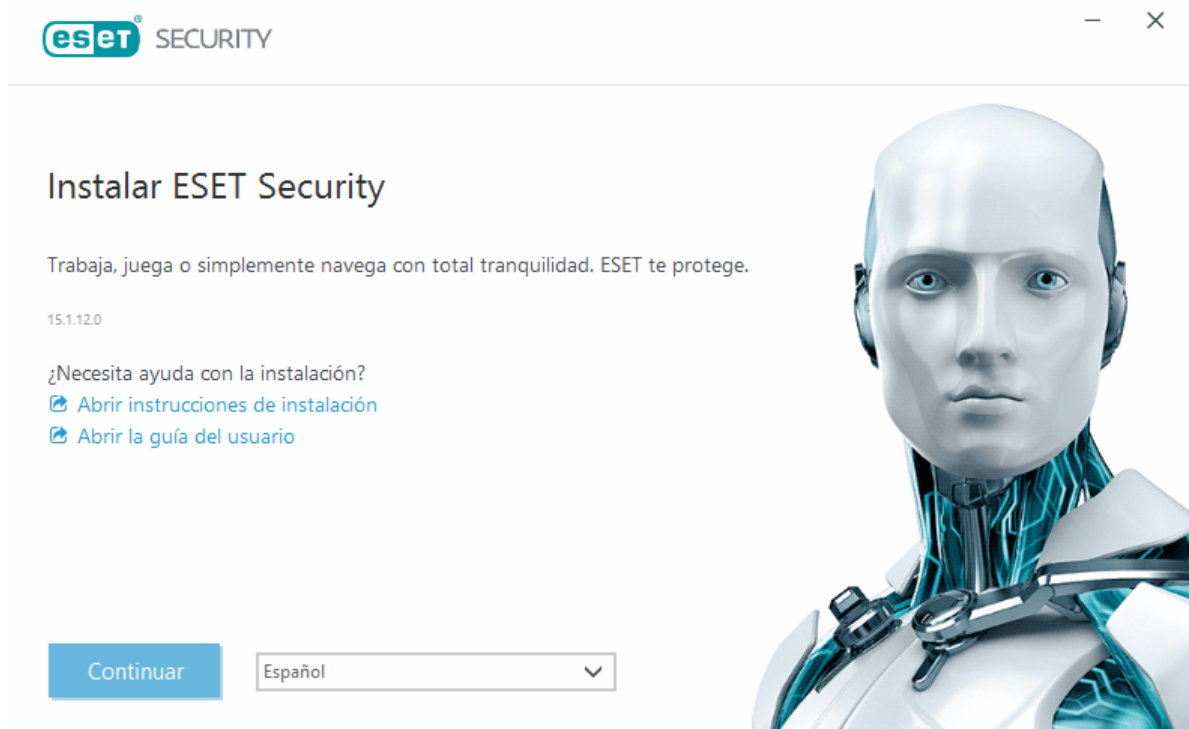 eseT® SECURITY
Instalar ESET Security
Trabaja, juega o simplemente navega con total tranquilidad. ESET te protege.
15.1.12.0
¿Necesita ayuda con la instalación?
Abrir instrucciones de instalación
Abrir la guía del usuario
Continuar
Español